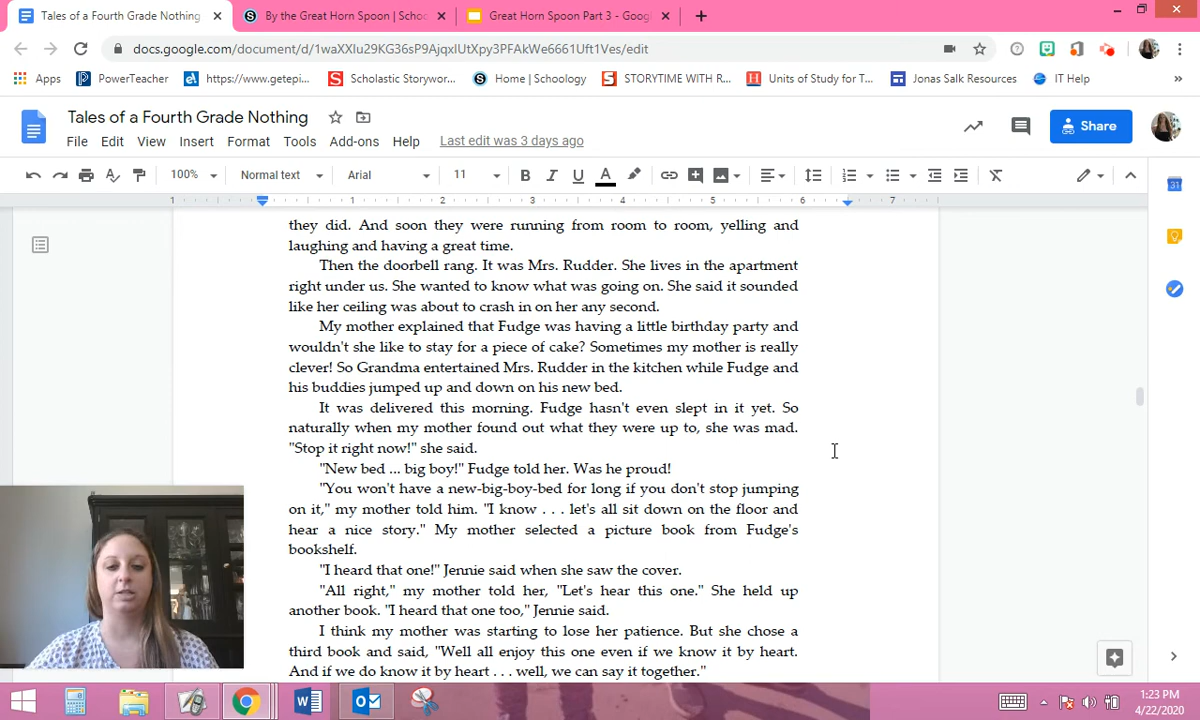 Tales of a Fourth Grade Nothing
By the Great Horn Spoon | Schoo
Great Horn Spoon Part 3 - Goog
docs.google.com/document/d/1waXXIu29KG36sP9AjqxIUtXpy3PFAkWe6661Uft1Ves/edit
Apps
PowerTeacher
https://www.getepi...
Scholastic Storywor...
Home | Schoology
STORYTIME WITH R...
Units of Study for T...
Jonas Salk Resources
IT Help
»
Tales of a Fourth Grade Nothing
Share
File Edit View Insert Format Tools Add-ons Help Last edit was 3 days ago
100% Normal text Arial 11
1 1 2 3 4 5 6 7
31
they did. And soon they were running from room to room, yelling and
laughing and having a great time.
Then the doorbell rang. It was Mrs. Rudder. She lives in the apartment
right under us. She wanted to know what was going on. She said it sounded
like her ceiling was about to crash in on her any second.
My mother explained that Fudge was having a little birthday party and
wouldn't she like to stay for a piece of cake? Sometimes my mother is really
clever! So Grandma entertained Mrs. Rudder in the kitchen while Fudge and
his buddies jumped up and down on his new bed.
It was delivered this morning. Fudge hasn't even slept in it yet. So
naturally when my mother found out what they were up to, she was mad.
"Stop it right now!" she said.
"New bed ... big boy!" Fudge told her. Was he proud!
"You won't have a new-big-boy-bed for long if you don't stop jumping
on it," my mother told him. "I know . . . let's all sit down on the floor and
hear a nice story." My mother selected a picture book from Fudge's
bookshelf.
"I heard that one!" Jennie said when she saw the cover.
"All right," my mother told her, "Let's hear this one." She held up
another book. "I heard that one too," Jennie said.
I think my mother was starting to lose her patience. But she chose a
third book and said, "Well all enjoy this one even if we know it by heart.
And if we do know it by heart . . . well, we can say it together."
1:23 PM
4/22/2020